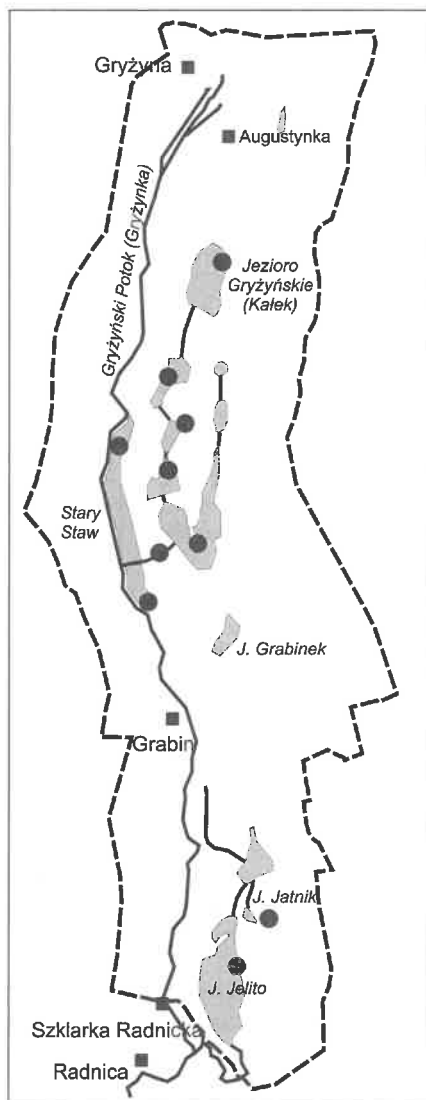 Gryżyna
Augustynka
Gryżyński Potok (Gryżynka)
Jezioro
Gryżyńskie
(Kałek)
Stary
Staw
J. Grabinek
Grabin
J. Jatnik
J. Jelito
Szklarka Radnicka
Radnica